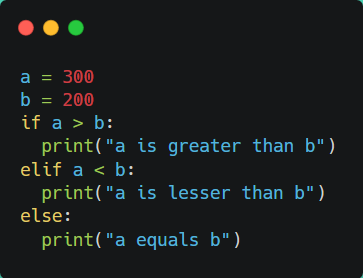 a = 300
b = 200
if a > b:
  print("a is greater than b")
elif a < b:
  print("a is lesser than b")
else:
  print("a equals b")